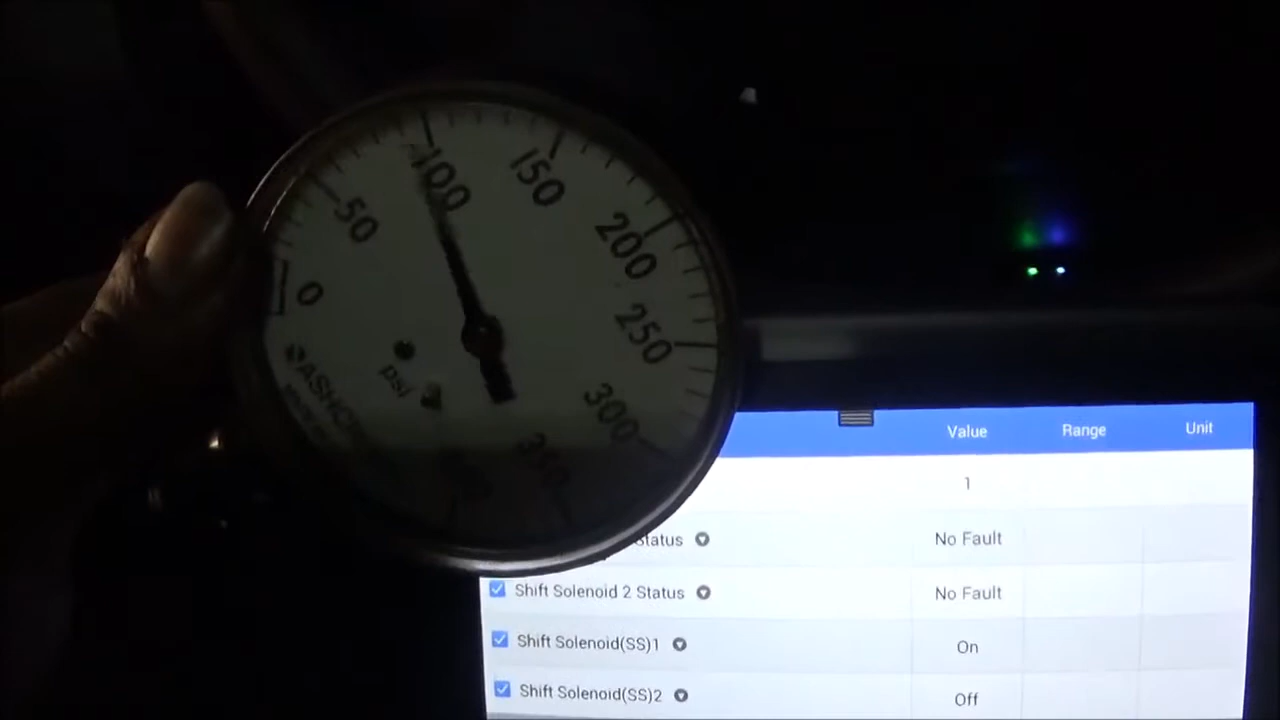 0
50
100
150
200
250
300
psi
Value Range Unit
1
Status No Fault
Shift Solenoid 2 Status No Fault
Shift Solenoid(SS)1 On
Shift Solenoid(SS)2 Off